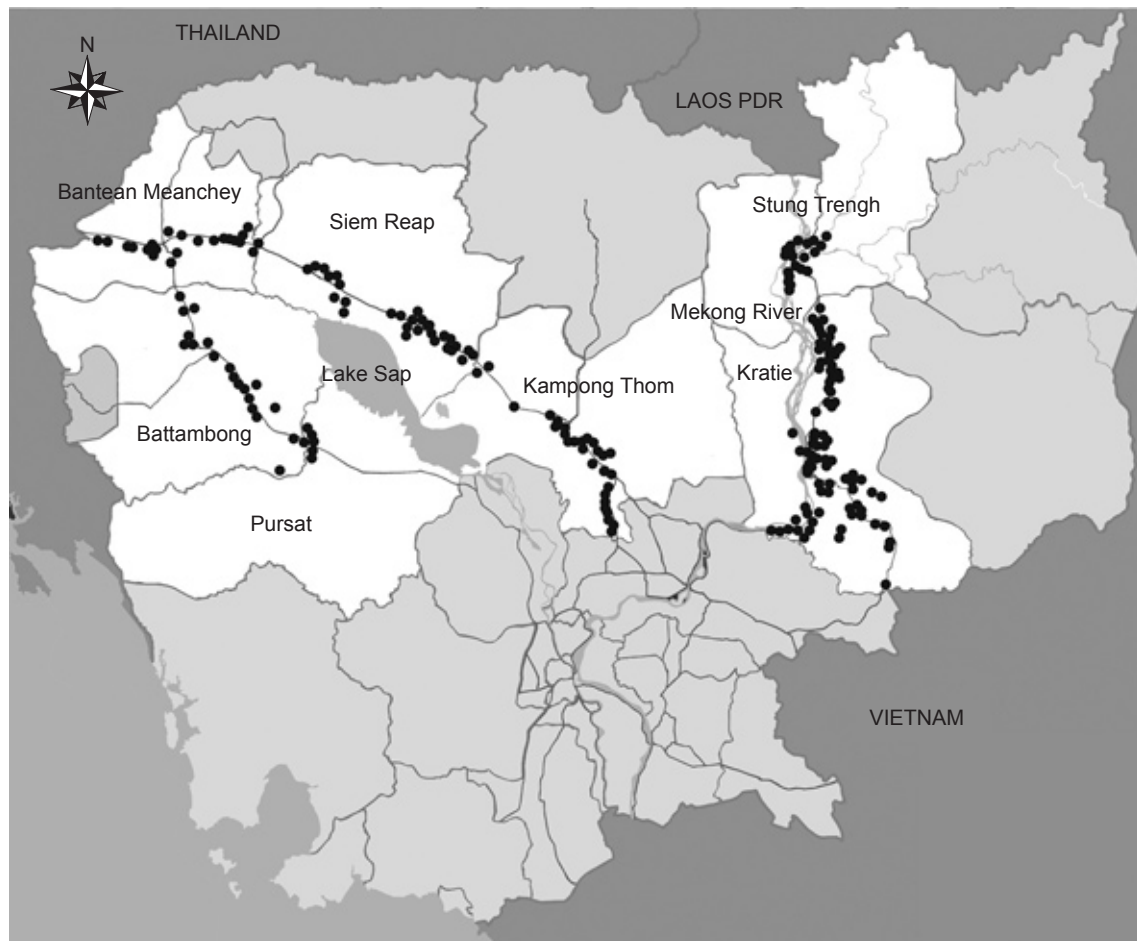 THAILAND
N
LAOS PDR
Bantean Meanchey
Stung Trengh
Siem Reap
Mekong River
Lake Sap
Kratie
Kampong Thom
Battambong
Pursat
VIETNAM